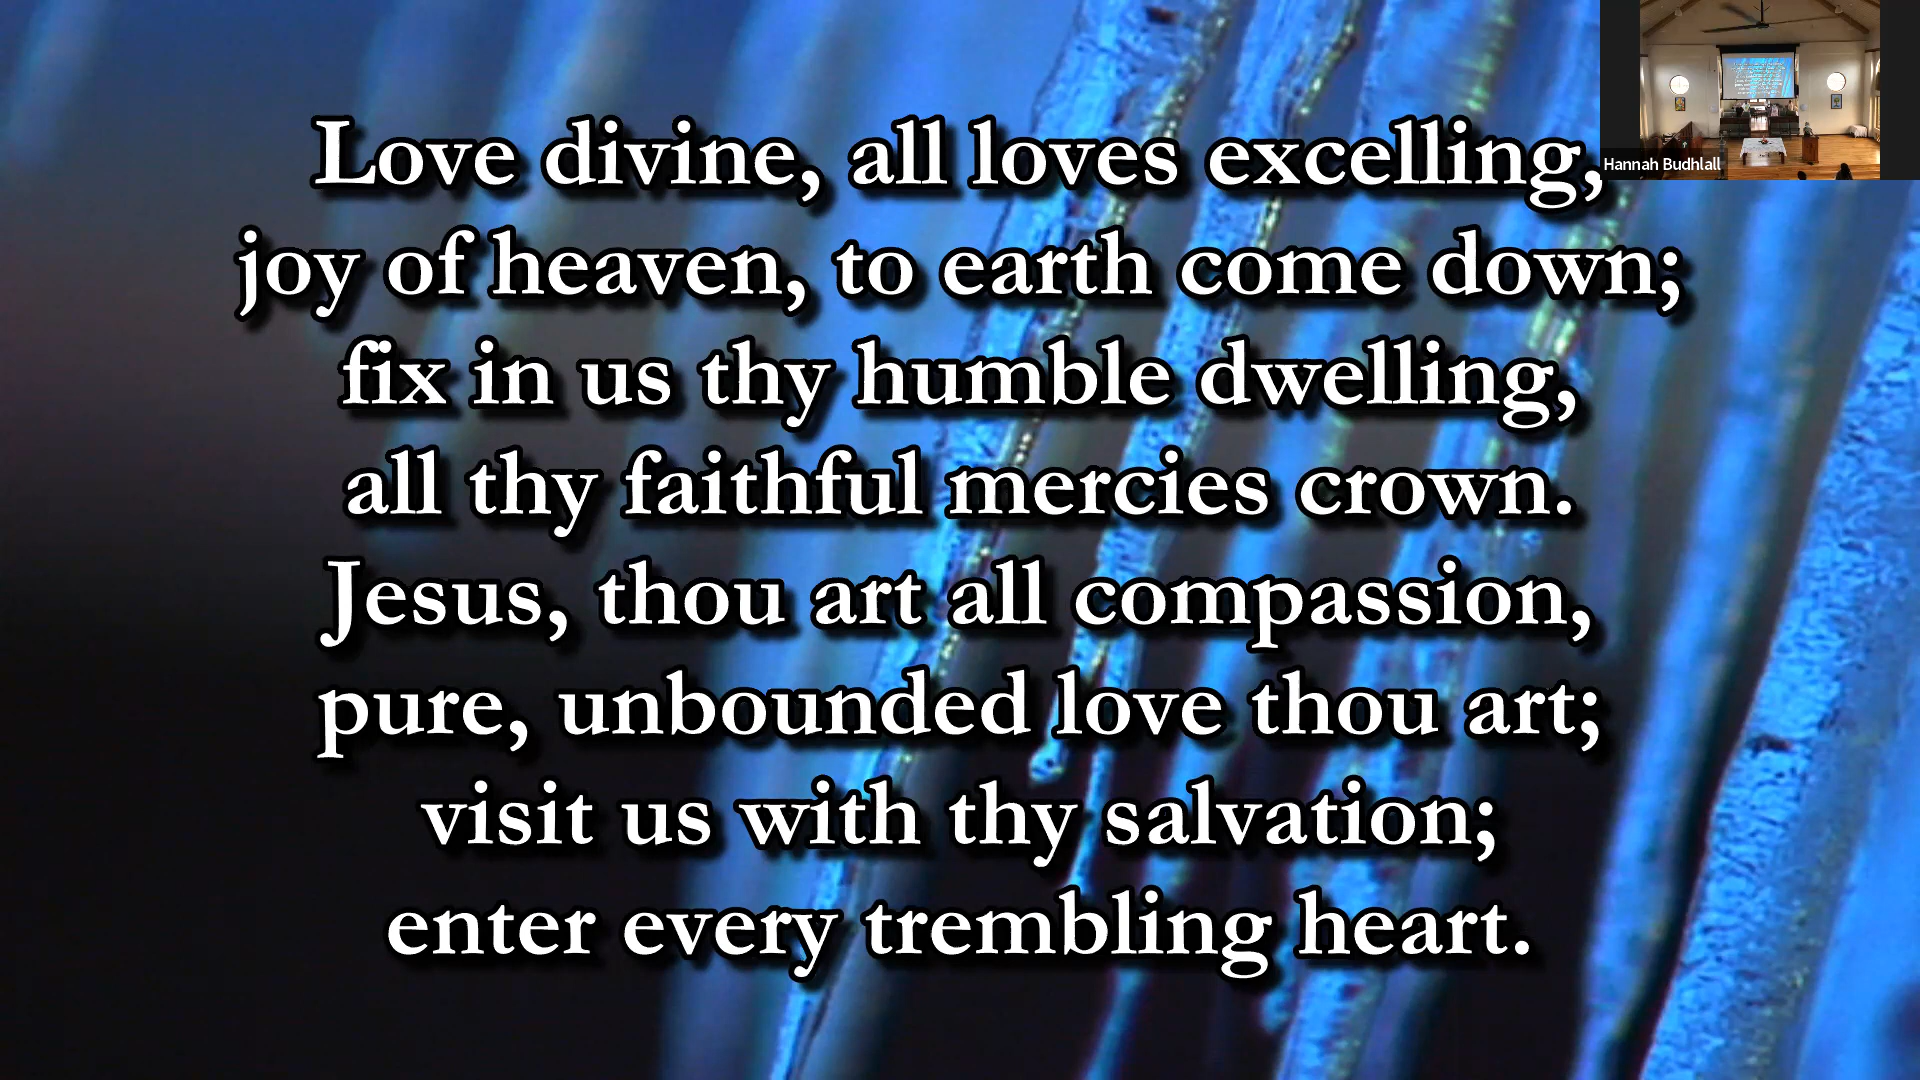 Love divine, all loves excelling,
joy of heaven, to earth come down;
fix in us thy humble dwelling,
all thy faithful mercies crown.
Jesus, thou art all compassion,
pure, unbounded love thou art;
visit us with thy salvation;
enter every trembling heart.
Hannah Budhlall